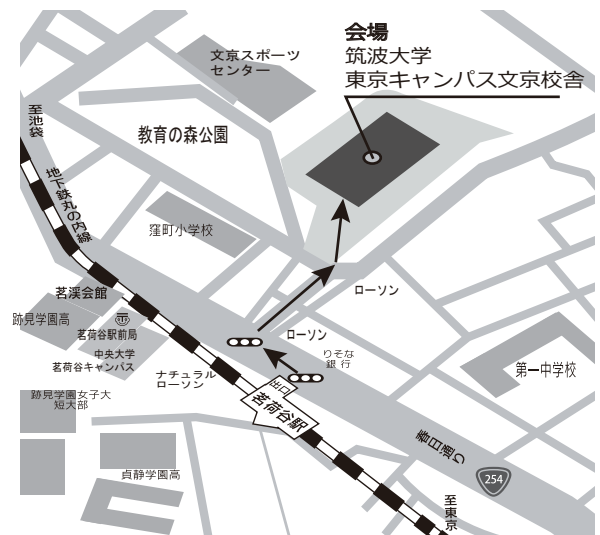 会場
筑波大学
東京キャンパス文京校舎
文京スポーツ
センター
至池袋
教育の森公園
地下鉄丸の内線
窪町小学校
茗渓会館
跡見学園高
茗荷谷駅前局
中央大学
茗荷谷キャンパス
ローソン
ローソン
りそな
銀行
ナチュラル
ローソン
出口
茗荷谷駅
第一中学校
跡見学園女子大
短大部
貞静学園高
春日通り
254
至東京